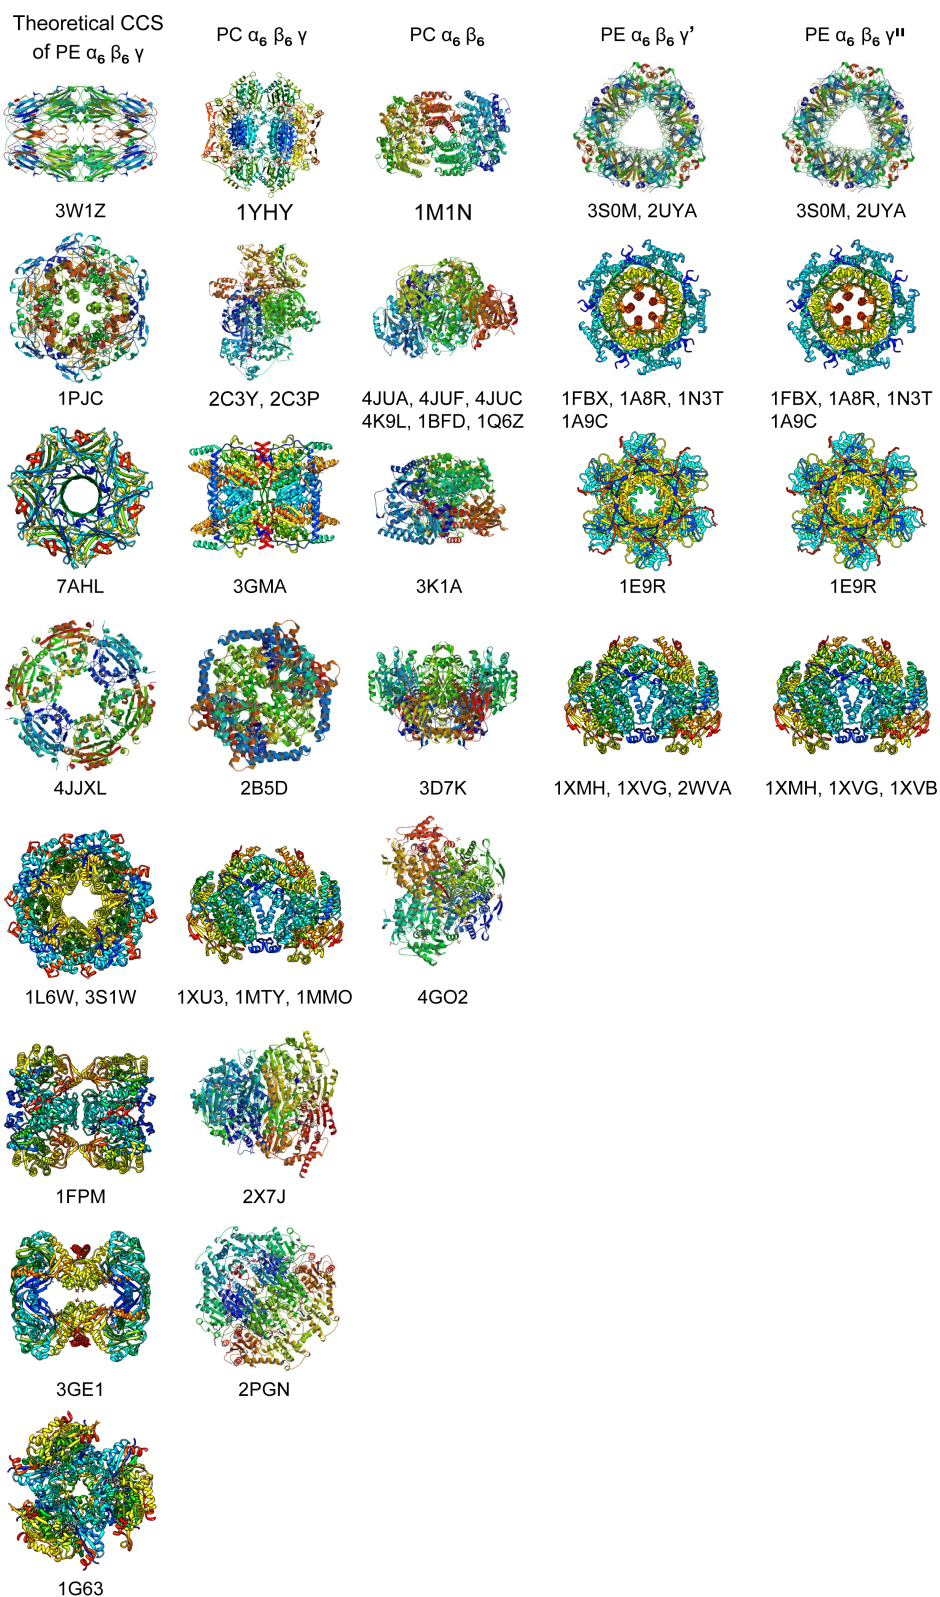 Theoretical CCS
of PE α₆ β₆ γ
PC α₆ β₆ γ
PC α₆ β₆
PE α₆ β₆ γ'
PE α₆ β₆ γ"
3W1Z
1YHY
1M1N
3S0M, 2UYA
3S0M, 2UYA
1PJC
2C3Y, 2C3P
4JUA, 4JUF, 4JUC
4K9L, 1BFD, 1Q6Z
1FBX, 1A8R, 1N3T
1A9C
1FBX, 1A8R, 1N3T
1A9C
7AHL
3GMA
3K1A
1E9R
1E9R
4JJXL
2B5D
3D7K
1XMH, 1XVG, 2WVA
1XMH, 1XVG, 1XVB
1L6W, 3S1W
1XU3, 1MTY, 1MMO
4GO2
1FPM
2X7J
3GE1
2PGN
1G63